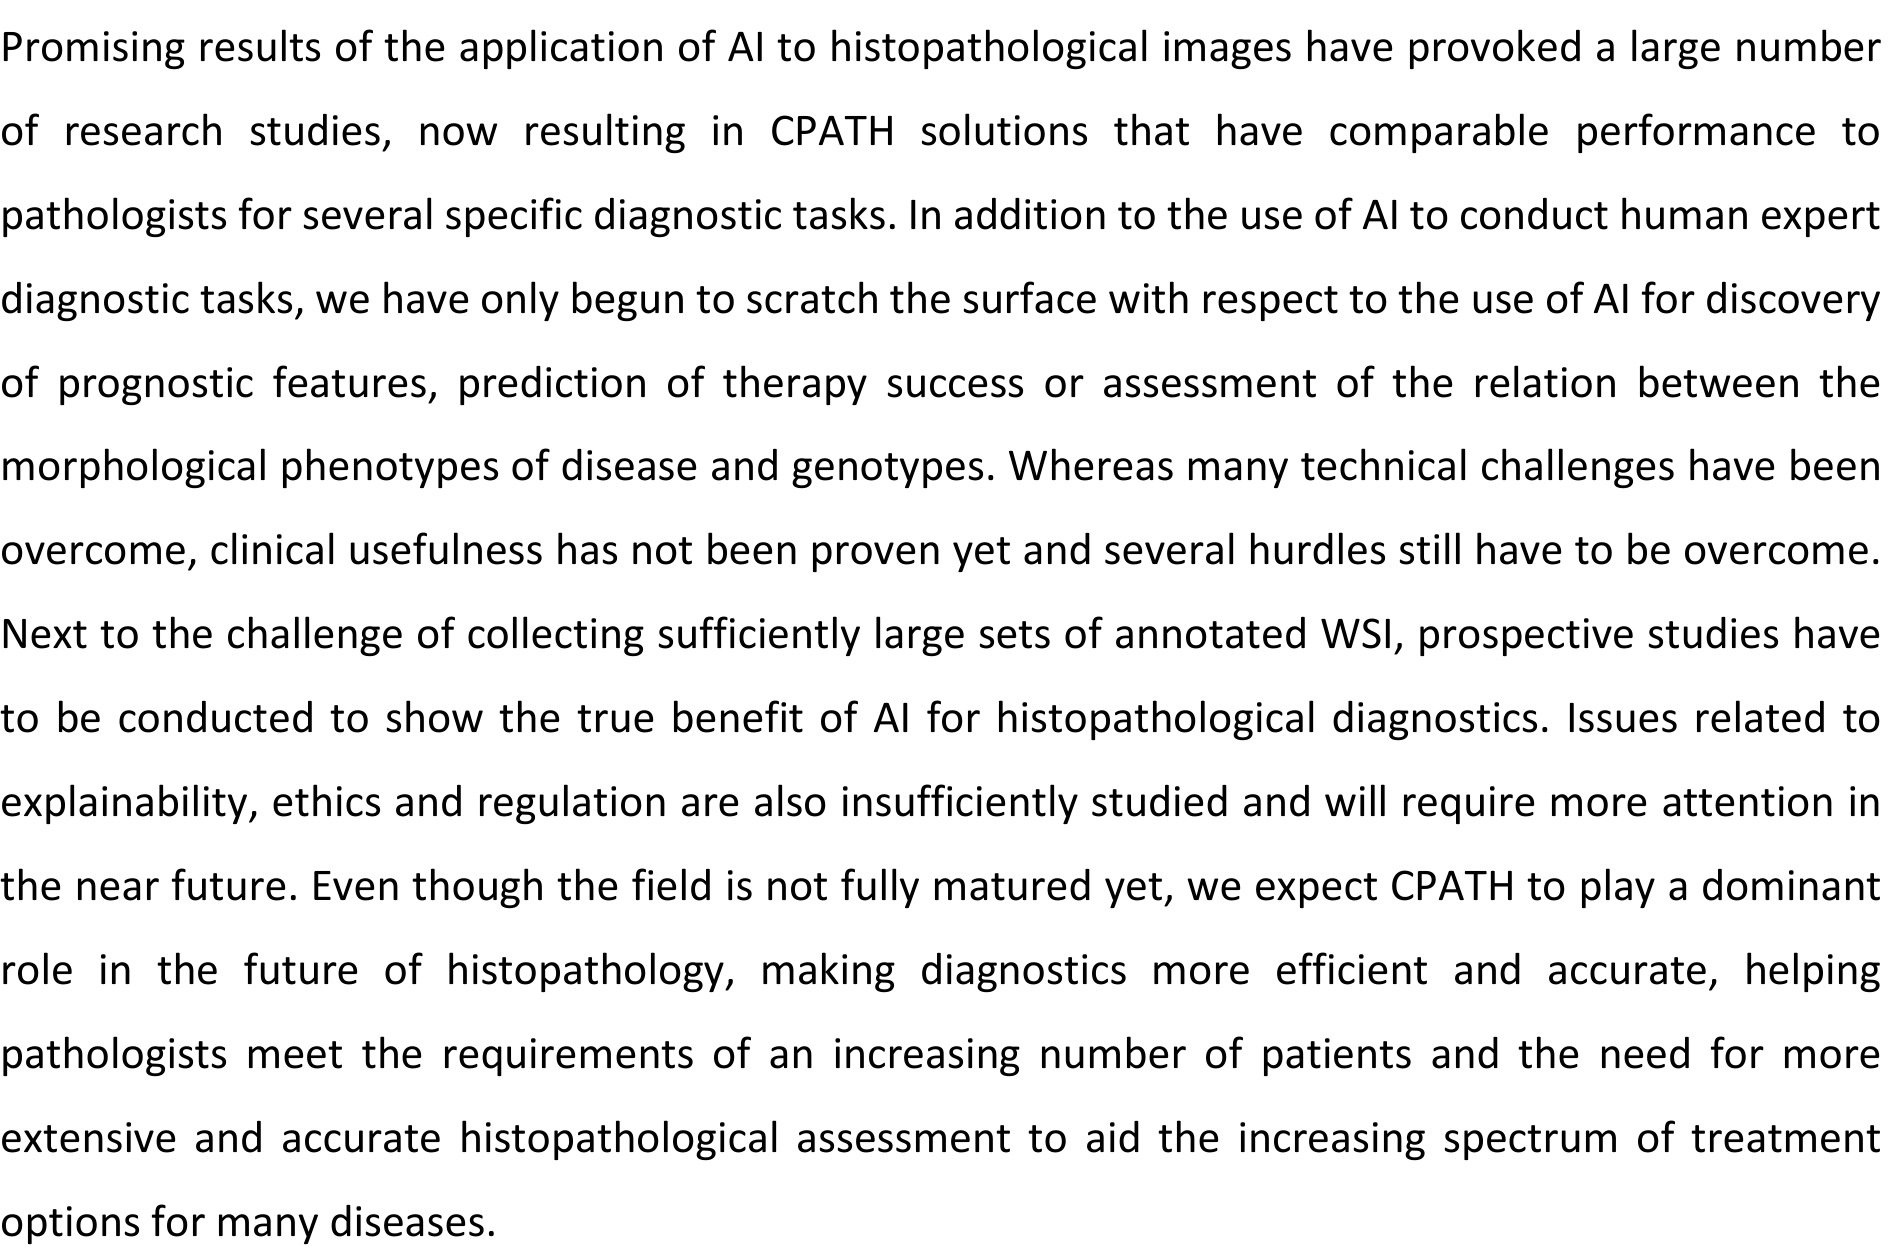 Promising results of the application of AI to histopathological images have provoked a large number
of research studies, now resulting in CPATH solutions that have comparable performance to
pathologists for several specific diagnostic tasks. In addition to the use of AI to conduct human expert
diagnostic tasks, we have only begun to scratch the surface with respect to the use of AI for discovery
of prognostic features, prediction of therapy success or assessment of the relation between the
morphological phenotypes of disease and genotypes. Whereas many technical challenges have been
overcome, clinical usefulness has not been proven yet and several hurdles still have to be overcome.
Next to the challenge of collecting sufficiently large sets of annotated WSI, prospective studies have
to be conducted to show the true benefit of AI for histopathological diagnostics. Issues related to
explainability, ethics and regulation are also insufficiently studied and will require more attention in
the near future. Even though the field is not fully matured yet, we expect CPATH to play a dominant
role in the future of histopathology, making diagnostics more efficient and accurate, helping
pathologists meet the requirements of an increasing number of patients and the need for more
extensive and accurate histopathological assessment to aid the increasing spectrum of treatment
options for many diseases.